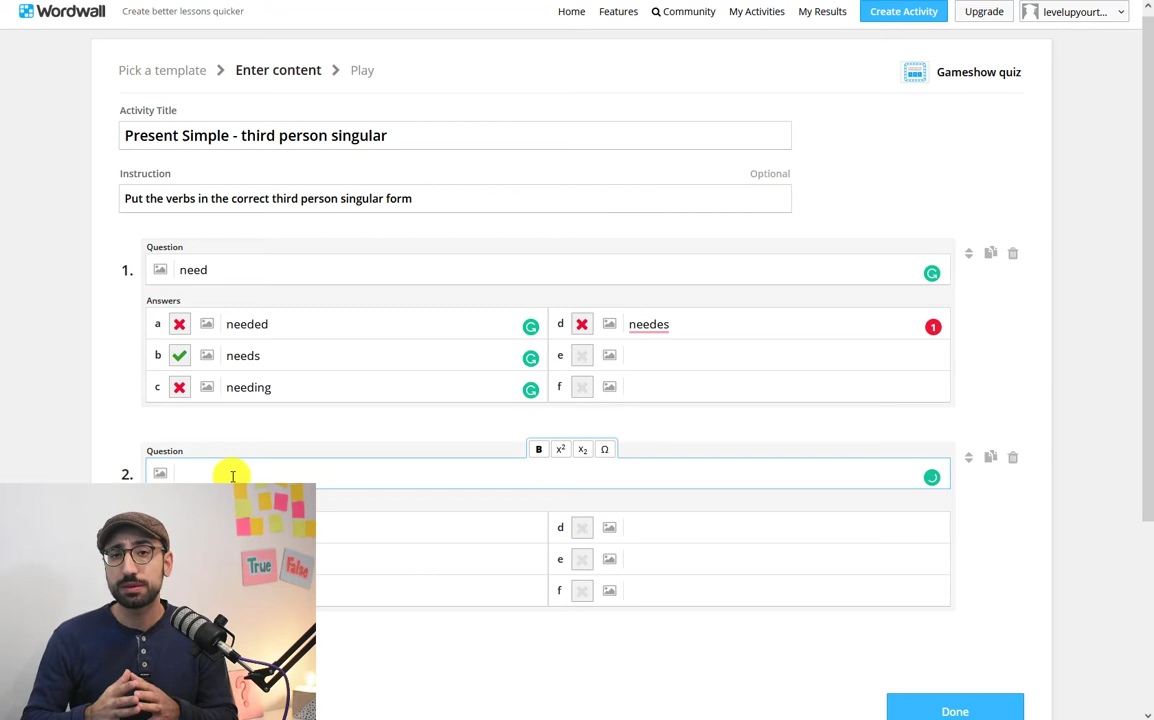 Wordwall Create better lessons quicker Home Features Community My Activities My Results Create Activity Upgrade levelupyourt...
Pick a template Enter content Play Gameshow quiz
Activity Title
Present Simple - third person singular
Instruction Optional
Put the verbs in the correct third person singular form
Question
1. need
Answers
a needed d needes 1
b needs e
c needing f
B x² x₂ Ω
Question
2.
d
e
f
True False
Done